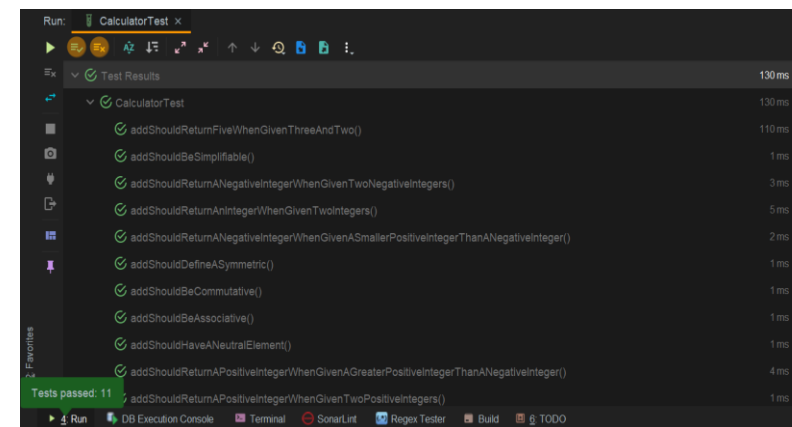 Run: CalculatorTest ×
Test Results 130 ms
CalculatorTest 130 ms
addShouldReturnFiveWhenGivenThreeAndTwo() 110 ms
addShouldBeSimplifiable() 1 ms
addShouldReturnANegativeIntegerWhenGivenTwoNegativeIntegers() 3 ms
addShouldReturnAnIntegerWhenGivenTwoIntegers() 5 ms
addShouldReturnANegativeIntegerWhenGivenASmallerPositiveIntegerThanANegativeInteger() 2 ms
addShouldDefineASymmetric() 1 ms
addShouldBeCommutative() 1 ms
addShouldBeAssociative() 1 ms
addShouldHaveANeutralElement() 1 ms
addShouldReturnAPositiveIntegerWhenGivenAGreaterPositiveIntegerThanANegativeInteger() 4 ms
addShouldReturnAPositiveIntegerWhenGivenTwoPositiveIntegers() 1 ms
Favorites
Tests passed: 11
4: Run DB Execution Console Terminal SonarLint Regex Tester Build 6: TODO